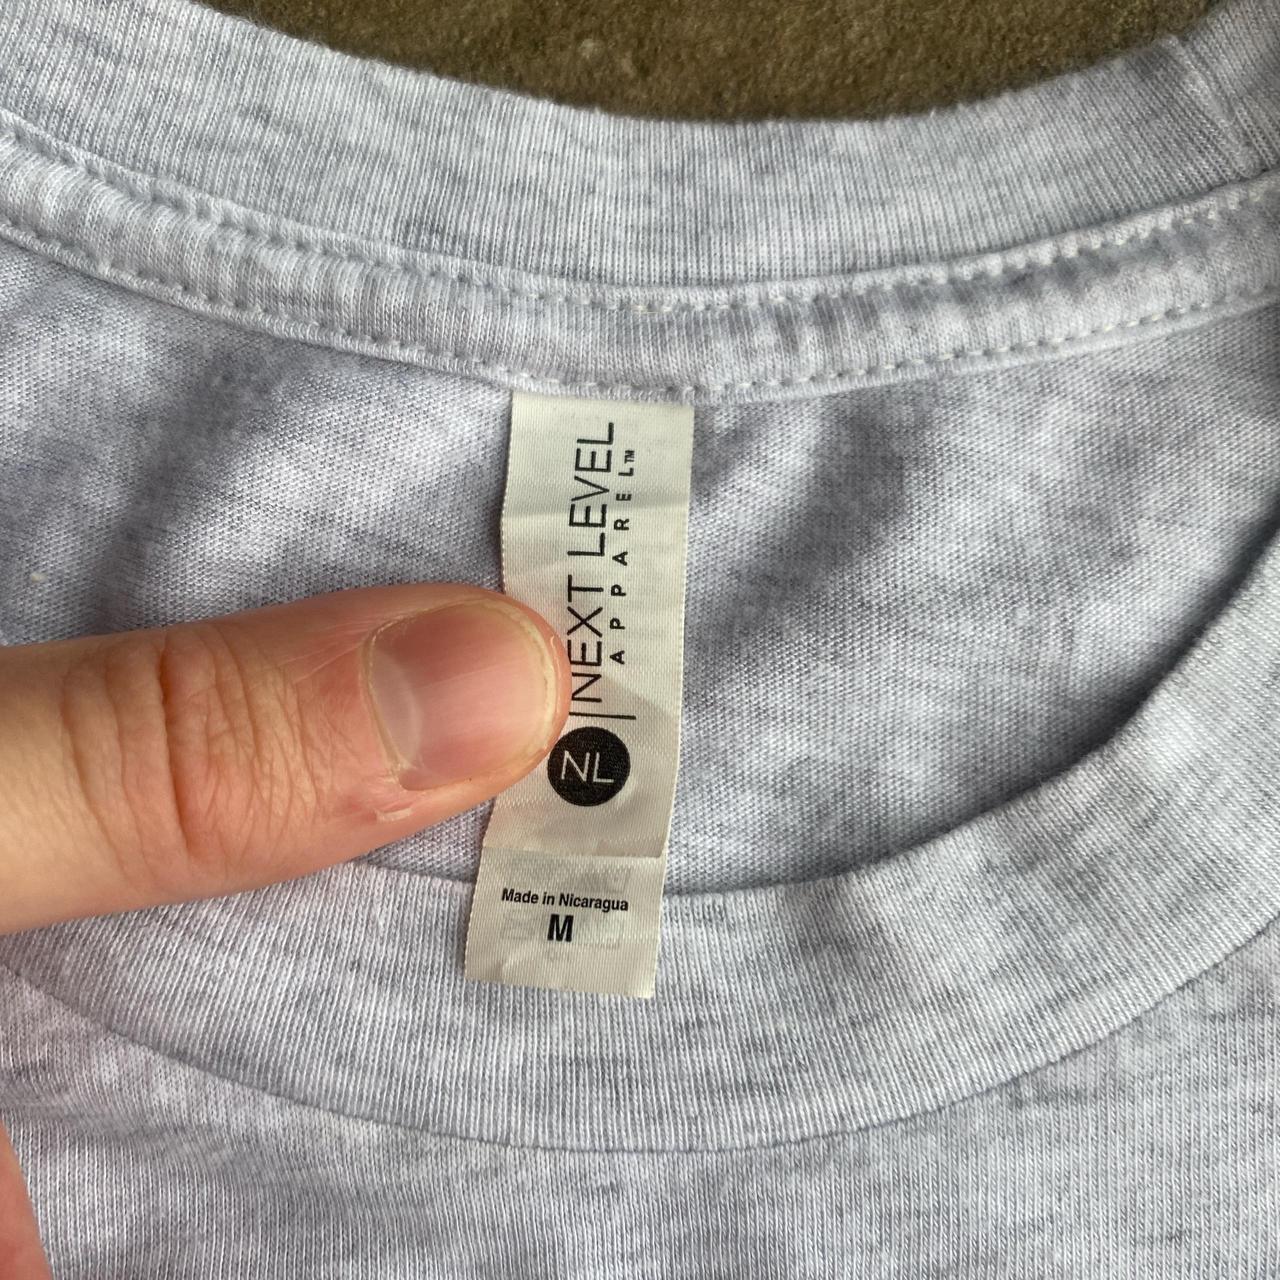 NEXT LEVEL
APPAREL™
NL
Made in Nicaragua
M